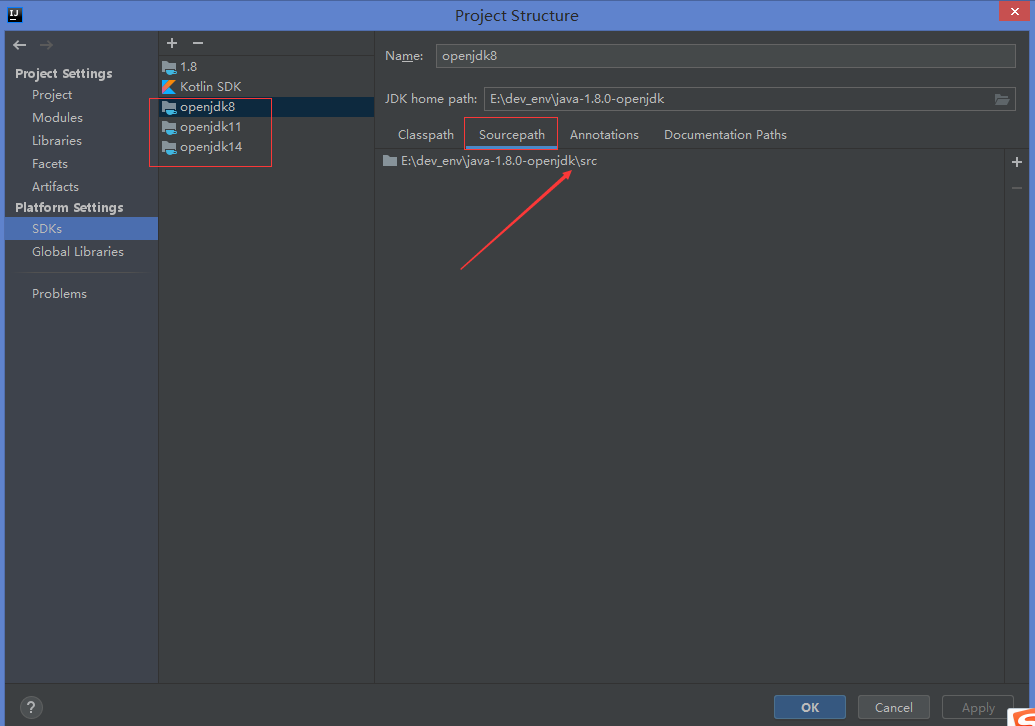 Project Structure
Project Settings
Project
Modules
Libraries
Facets
Artifacts
Platform Settings
SDKs
Global Libraries
Problems
1.8
Kotlin SDK
openjdk8
openjdk11
openjdk14
Name: openjdk8
JDK home path: E:\dev_env\java-1.8.0-openjdk
Classpath Sourcepath Annotations Documentation Paths
E:\dev_env\java-1.8.0-openjdk\src
? OK Cancel Apply